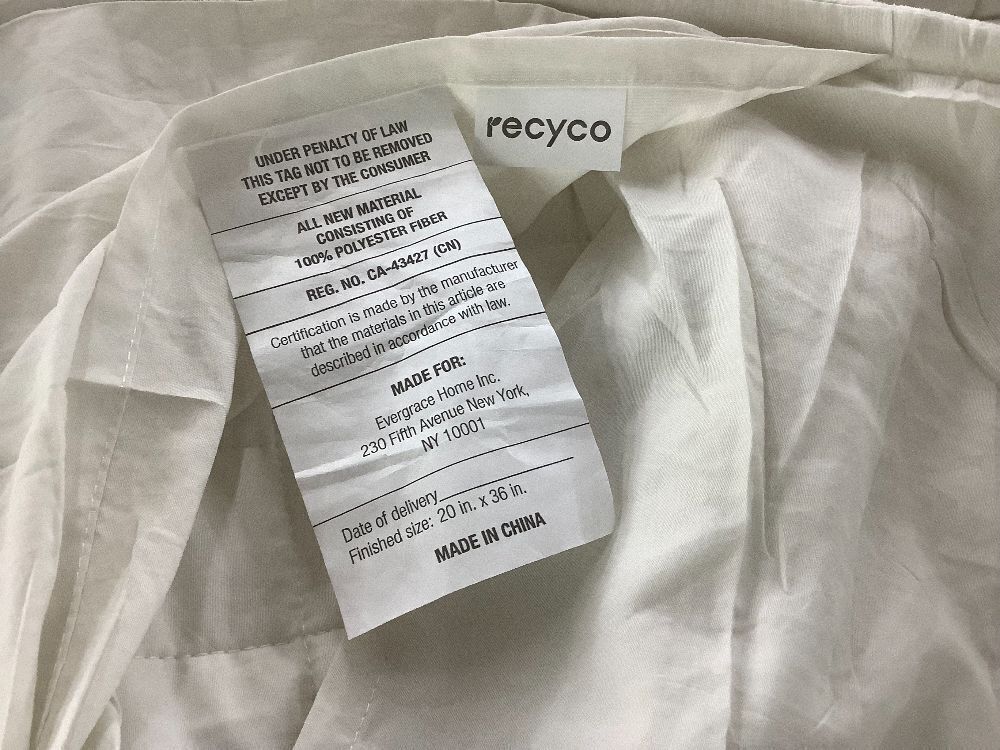 recyco
UNDER PENALTY OF LAW
THIS TAG NOT TO BE REMOVED
EXCEPT BY THE CONSUMER
ALL NEW MATERIAL
CONSISTING OF
100% POLYESTER FIBER
REG. NO. CA-43427 (CN)
Certification is made by the manufacturer
that the materials in this article are
described in accordance with law.
MADE FOR:
Evergrace Home Inc.
230 Fifth Avenue New York,
NY 10001
Date of delivery
Finished size: 20 in. x 36 in.
MADE IN CHINA